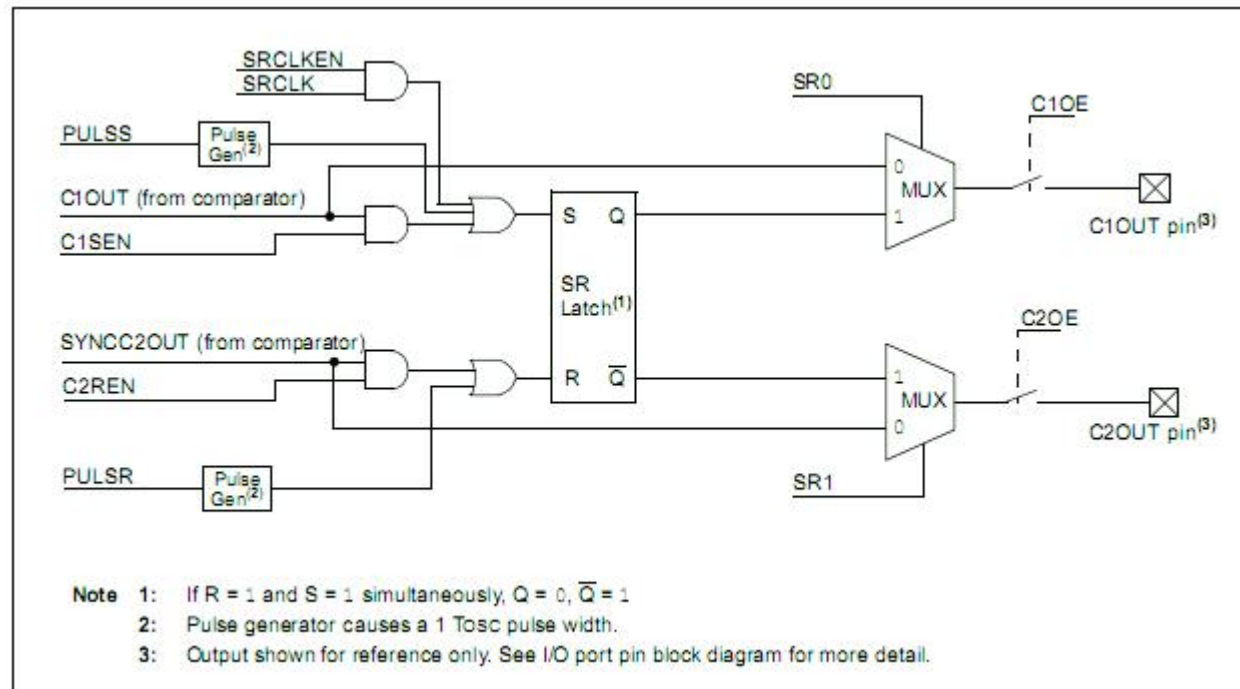 SRCLKEN
SRCLK
SR0
C1OE
PULSS
Pulse
Gen(2)
0
MUX
1
C1OUT (from comparator)
C1SEN
C1OUT pin(3)
S Q
SR
Latch(1)
R Q̅
SYNCC2OUT (from comparator)
C2REN
C2OE
1
MUX
0
C2OUT pin(3)
PULSR
Pulse
Gen(2)
SR1
Note 1: If R = 1 and S = 1 simultaneously, Q = 0, Q̅ = 1
2: Pulse generator causes a 1 Tosc pulse width.
3: Output shown for reference only. See I/O port pin block diagram for more detail.